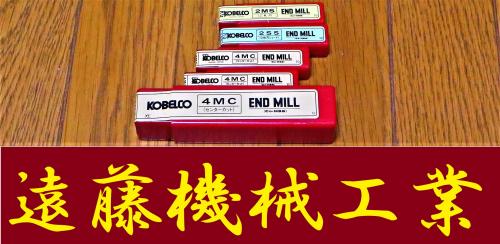 KOBELCO 2MS END MILL
KOBELCO 2SS END MILL
KOBELCO 4MC END MILL
KOBELCO 4MC END MILL
KOBELCO 4MC (センターカット) END MILL
遠藤機械工業